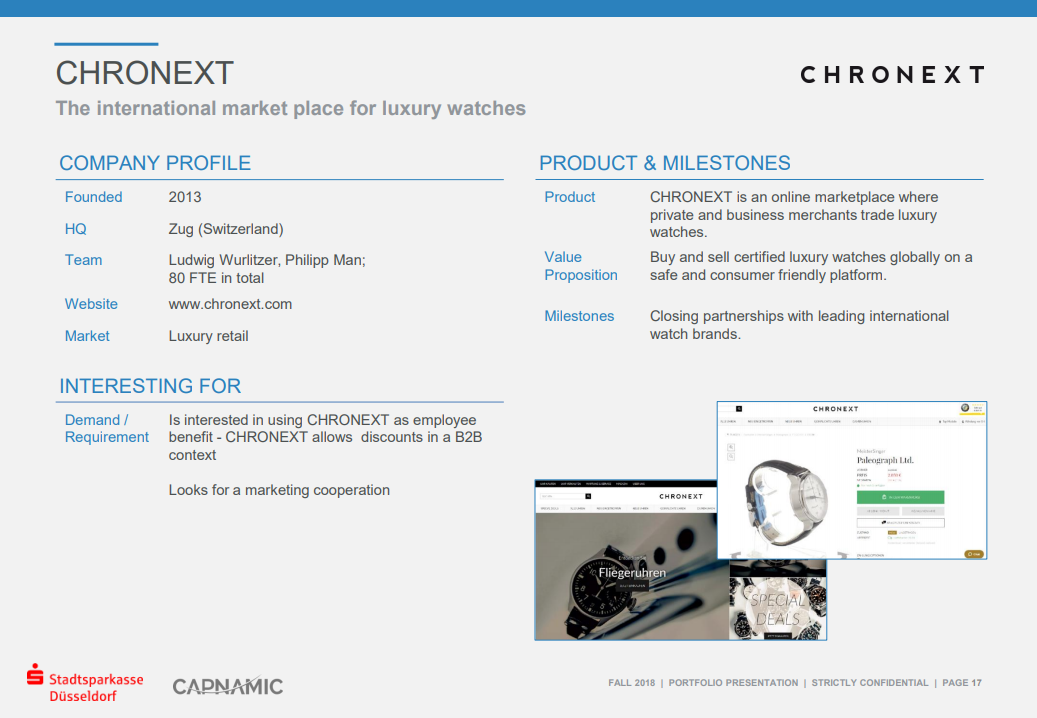 CHRONEXT
CHRONEXT
The international market place for luxury watches
COMPANY PROFILE
Founded 2013
HQ Zug (Switzerland)
Team Ludwig Wurlitzer, Philipp Man;
80 FTE in total
Website www.chronext.com
Market Luxury retail
INTERESTING FOR
Demand / Is interested in using CHRONEXT as employee
Requirement benefit - CHRONEXT allows discounts in a B2B
context
Looks for a marketing cooperation
PRODUCT & MILESTONES
Product CHRONEXT is an online marketplace where
private and business merchants trade luxury
watches.
Value Buy and sell certified luxury watches globally on a
Proposition safe and consumer friendly platform.
Milestones Closing partnerships with leading international
watch brands.
CHRONEXT
Paleograph Ltd.
CHRONEXT
Fliegeruhren
SPECIAL
DEALS
Stadtsparkasse
Düsseldorf
CAPNAMIC
FALL 2018 | PORTFOLIO PRESENTATION | STRICTLY CONFIDENTIAL | PAGE 17